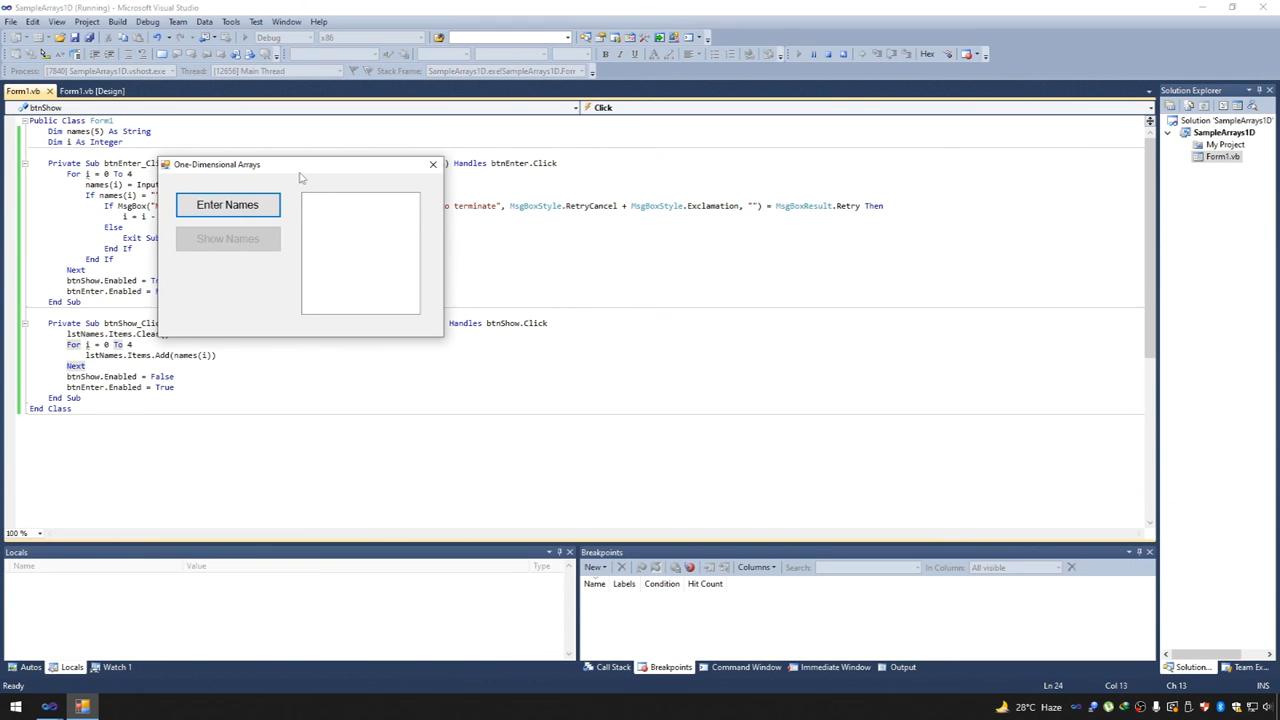 SampleArrays1D (Running) - Microsoft Visual Studio
File Edit View Project Build Debug Team Data Tools Test Window Help
Debug x86
Hex
Process: [7840] SampleArrays1D.vshost.exe Thread: [12656] Main Thread Stack Frame: SampleArrays1D.exe!SampleArrays1D.Form
Form1.vb Form1.vb [Design]
btnShow Click
Public Class Form1
Dim names(5) As String
Dim i As Integer
Private Sub btnEnter_Cli ) Handles btnEnter.Click
For i = 0 To 4
names(i) = Input
If names(i) = "
If MsgBox(" o terminate", MsgBoxStyle.RetryCancel + MsgBoxStyle.Exclamation, "") = MsgBoxResult.Retry Then
i = i -
Else
Exit Sub
End If
End If
Next
btnShow.Enabled =
btnEnter.Enabled =
End Sub
Private Sub btnShow_Clic Handles btnShow.Click
lstNames.Items.Clear()
For i = 0 To 4
lstNames.Items.Add(names(i))
Next
btnShow.Enabled = False
btnEnter.Enabled = True
End Sub
End Class
One-Dimensional Arrays
Enter Names
Show Names
Solution Explorer
Solution 'SampleArrays1D'
SampleArrays1D
My Project
Form1.vb
100 %
Locals
Name Value Type
Breakpoints
New Columns Search: In Column: All visible
Name Labels Condition Hit Count
Autos Locals Watch 1
Call Stack Breakpoints Command Window Immediate Window Output
Solution... Team Ex...
Ready Ln 24 Col 13 Ch 13 INS
28°C Haze